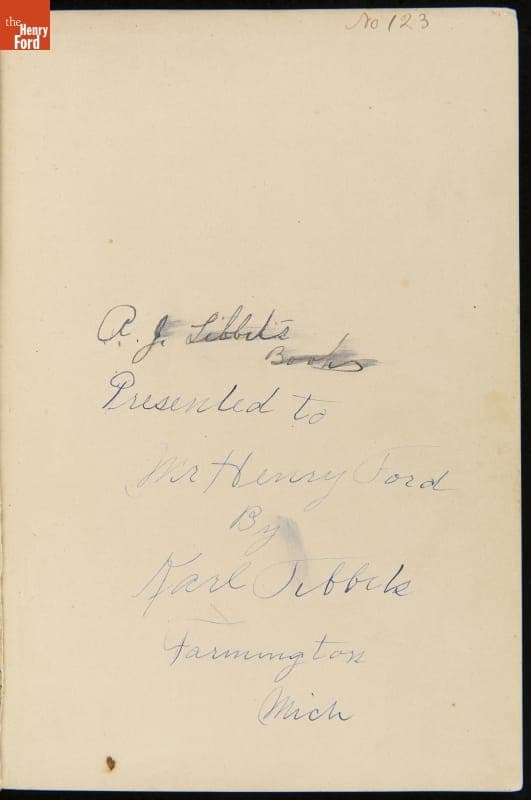 the
Henry
Ford
No 123
A. J. Tibbits
Books
Presented to
Mr Henry Ford
By
Karl Tibbits
Farmington
Mich